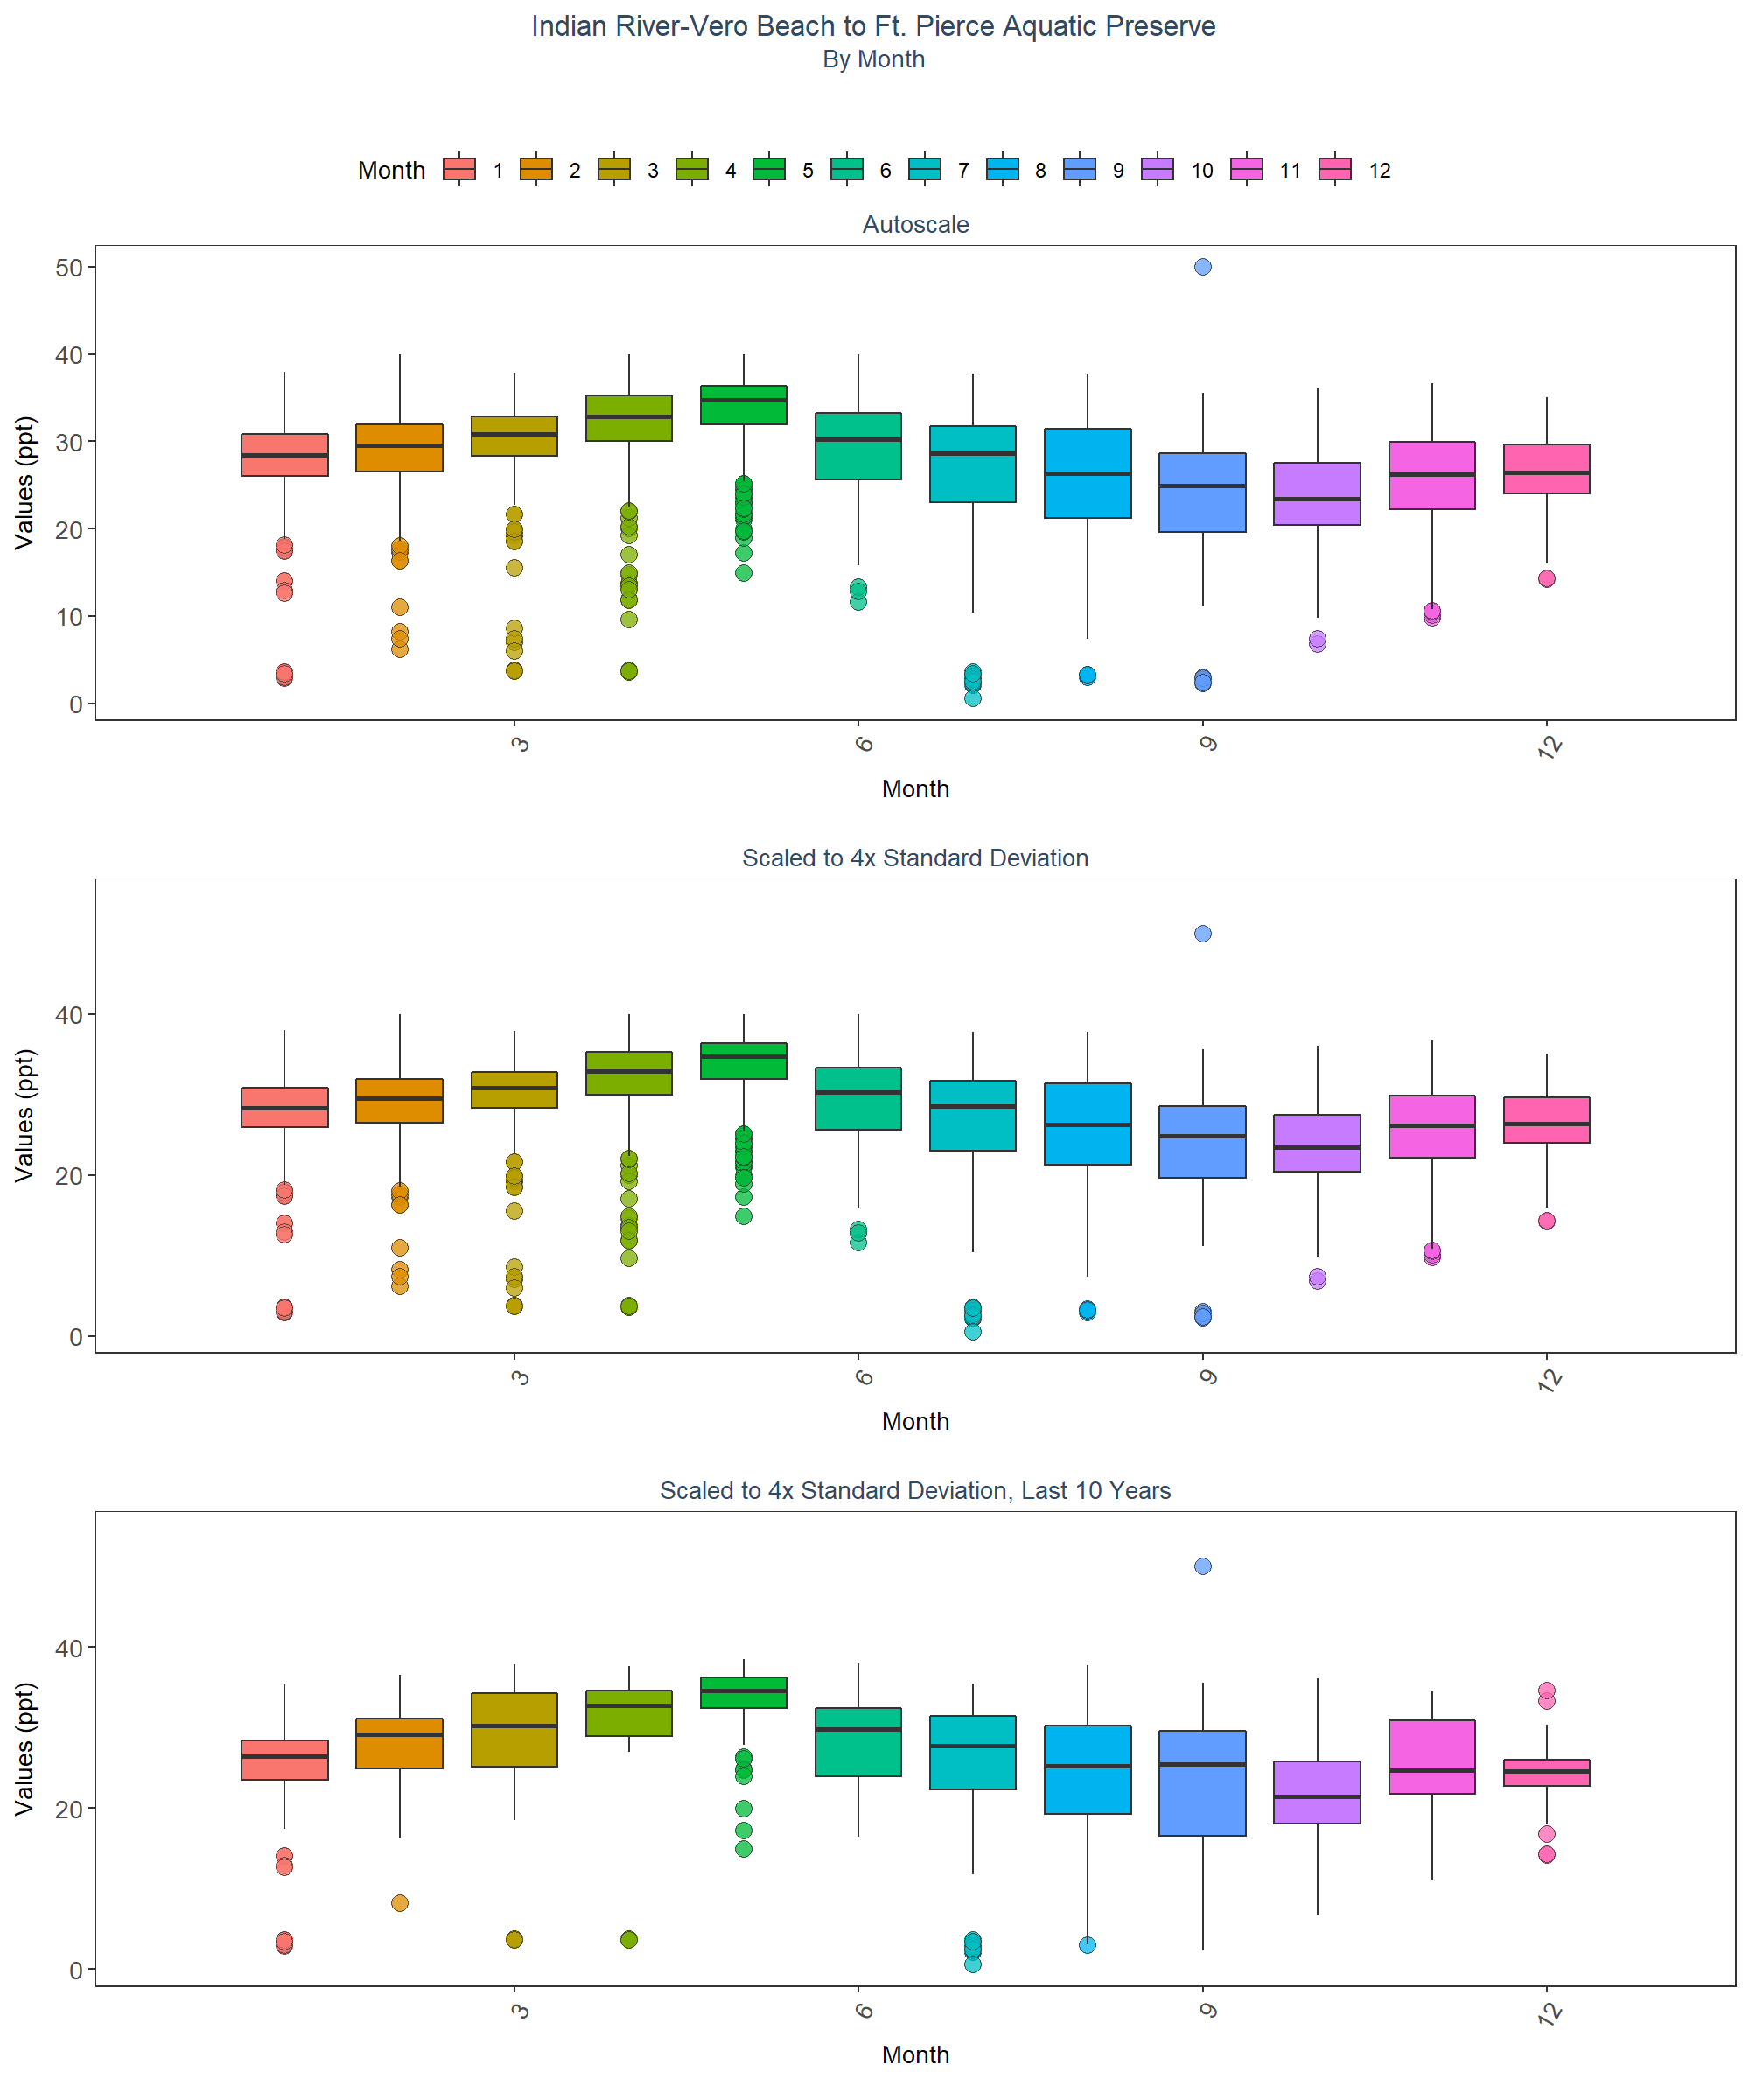 Indian River-Vero Beach to Ft. Pierce Aquatic Preserve
By Month
Month 1 2 3 4 5 6 7 8 9 10 11 12
Autoscale
Values (ppt)
50
40
30
20
10
0
3 6 9 12
Month
Scaled to 4x Standard Deviation
Values (ppt)
40
20
0
3 6 9 12
Month
Scaled to 4x Standard Deviation, Last 10 Years
Values (ppt)
40
20
0
3 6 9 12
Month